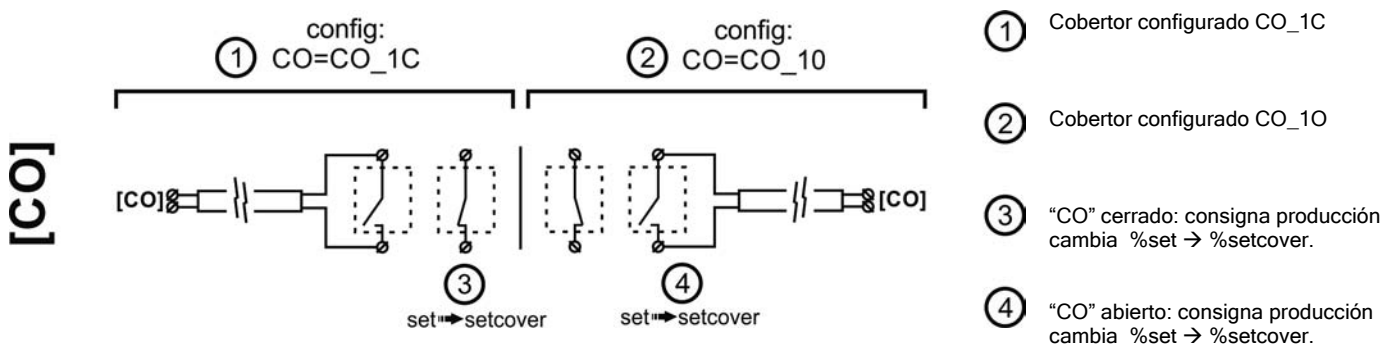 [CO]
config:
1 CO=CO_1C
config:
2 CO=CO_10
[CO]
[CO]
3
set➟setcover
4
set➟setcover
1 Cobertor configurado CO_1C
2 Cobertor configurado CO_1O
3 “CO” cerrado: consigna producción
cambia %set → %setcover.
4 “CO” abierto: consigna producción
cambia %set → %setcover.